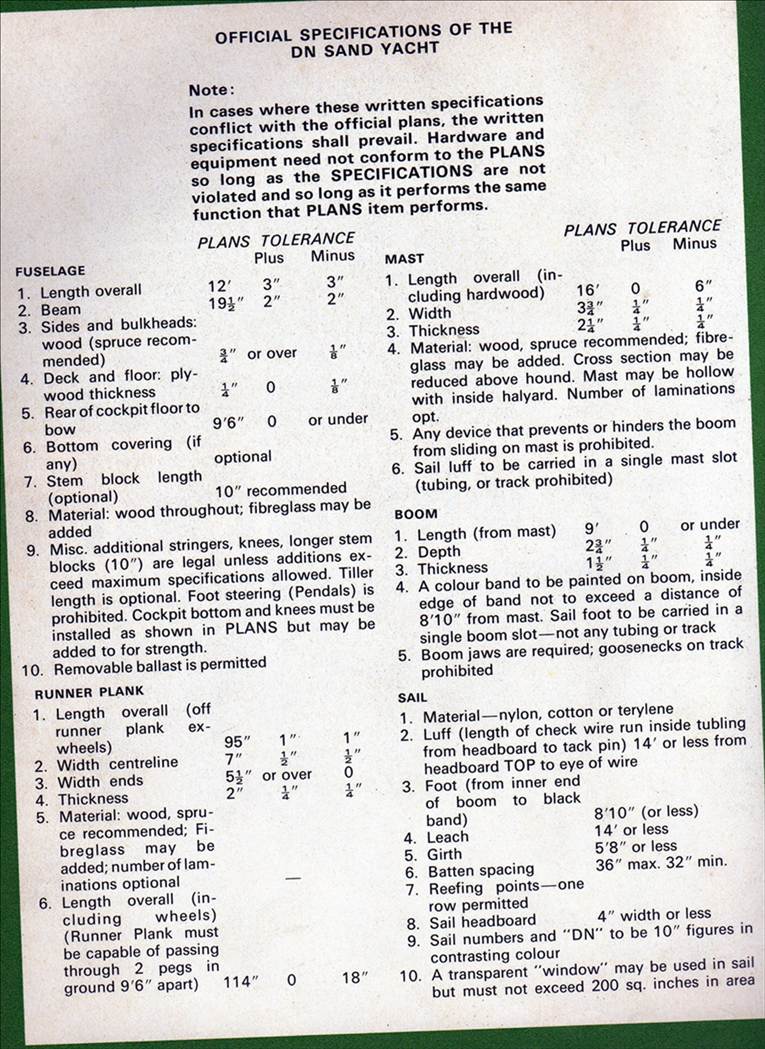 OFFICIAL SPECIFICATIONS OF THE
DN SAND YACHT
Note:
In cases where these written specifications
conflict with the official plans, the written
specifications shall prevail. Hardware and
equipment need not conform to the PLANS
so long as the SPECIFICATIONS are not
violated and so long as it performs the same
function that PLANS item performs.
PLANS TOLERANCE
Plus Minus
FUSELAGE
1. Length overall 12′ 3″ 3″
2. Beam 19½″ 2″ 2″
3. Sides and bulkheads:
wood (spruce recom-
mended) ¾″ or over ⅛″
4. Deck and floor: ply-
wood thickness ¼″ 0 ⅛″
5. Rear of cockpit floor to
bow 9′6″ 0 or under
6. Bottom covering (if
any) optional
7. Stem block length
(optional) 10″ recommended
8. Material: wood throughout; fibreglass may be
added
9. Misc. additional stringers, knees, longer stem
blocks (10″) are legal unless additions ex-
ceed maximum specifications allowed. Tiller
length is optional. Foot steering (Pendals) is
prohibited. Cockpit bottom and knees must be
installed as shown in PLANS but may be
added to for strength.
10. Removable ballast is permitted
RUNNER PLANK
1. Length overall (off
runner plank ex-
wheels) 95″ 1″ 1″
2. Width centreline 7″ ½″ ½″
3. Width ends 5½″ or over 0
4. Thickness 2″ ¼″ ¼″
5. Material: wood, spru-
ce recommended; Fi-
breglass may be
added; number of lam-
inations optional —
6. Length overall (in-
cluding wheels)
(Runner Plank must
be capable of passing
through 2 pegs in
ground 9′6″ apart) 114″ 0 18″
PLANS TOLERANCE
Plus Minus
MAST
1. Length overall (in-
cluding hardwood) 16′ 0 6″
2. Width 3¾″ ¼″ ¼″
3. Thickness 2¼″ ¼″ ¼″
4. Material: wood, spruce recommended; fibre-
glass may be added. Cross section may be
reduced above hound. Mast may be hollow
with inside halyard. Number of laminations
opt.
5. Any device that prevents or hinders the boom
from sliding on mast is prohibited.
6. Sail luff to be carried in a single mast slot
(tubing, or track prohibited)
BOOM
1. Length (from mast) 9′ 0 or under
2. Depth 2¾″ ¼″ ¼″
3. Thickness 1½″ ¼″ ¼″
4. A colour band to be painted on boom, inside
edge of band not to exceed a distance of
8′10″ from mast. Sail foot to be carried in a
single boom slot—not any tubing or track
5. Boom jaws are required; goosenecks on track
prohibited
SAIL
1. Material—nylon, cotton or terylene
2. Luff (length of check wire run inside tubling
from headboard to tack pin) 14′ or less from
headboard TOP to eye of wire
3. Foot (from inner end
of boom to black
band) 8′10″ (or less)
4. Leach 14′ or less
5. Girth 5′8″ or less
6. Batten spacing 36″ max. 32″ min.
7. Reefing points—one
row permitted
8. Sail headboard 4″ width or less
9. Sail numbers and "DN" to be 10″ figures in
contrasting colour
10. A transparent "window" may be used in sail
but must not exceed 200 sq. inches in area